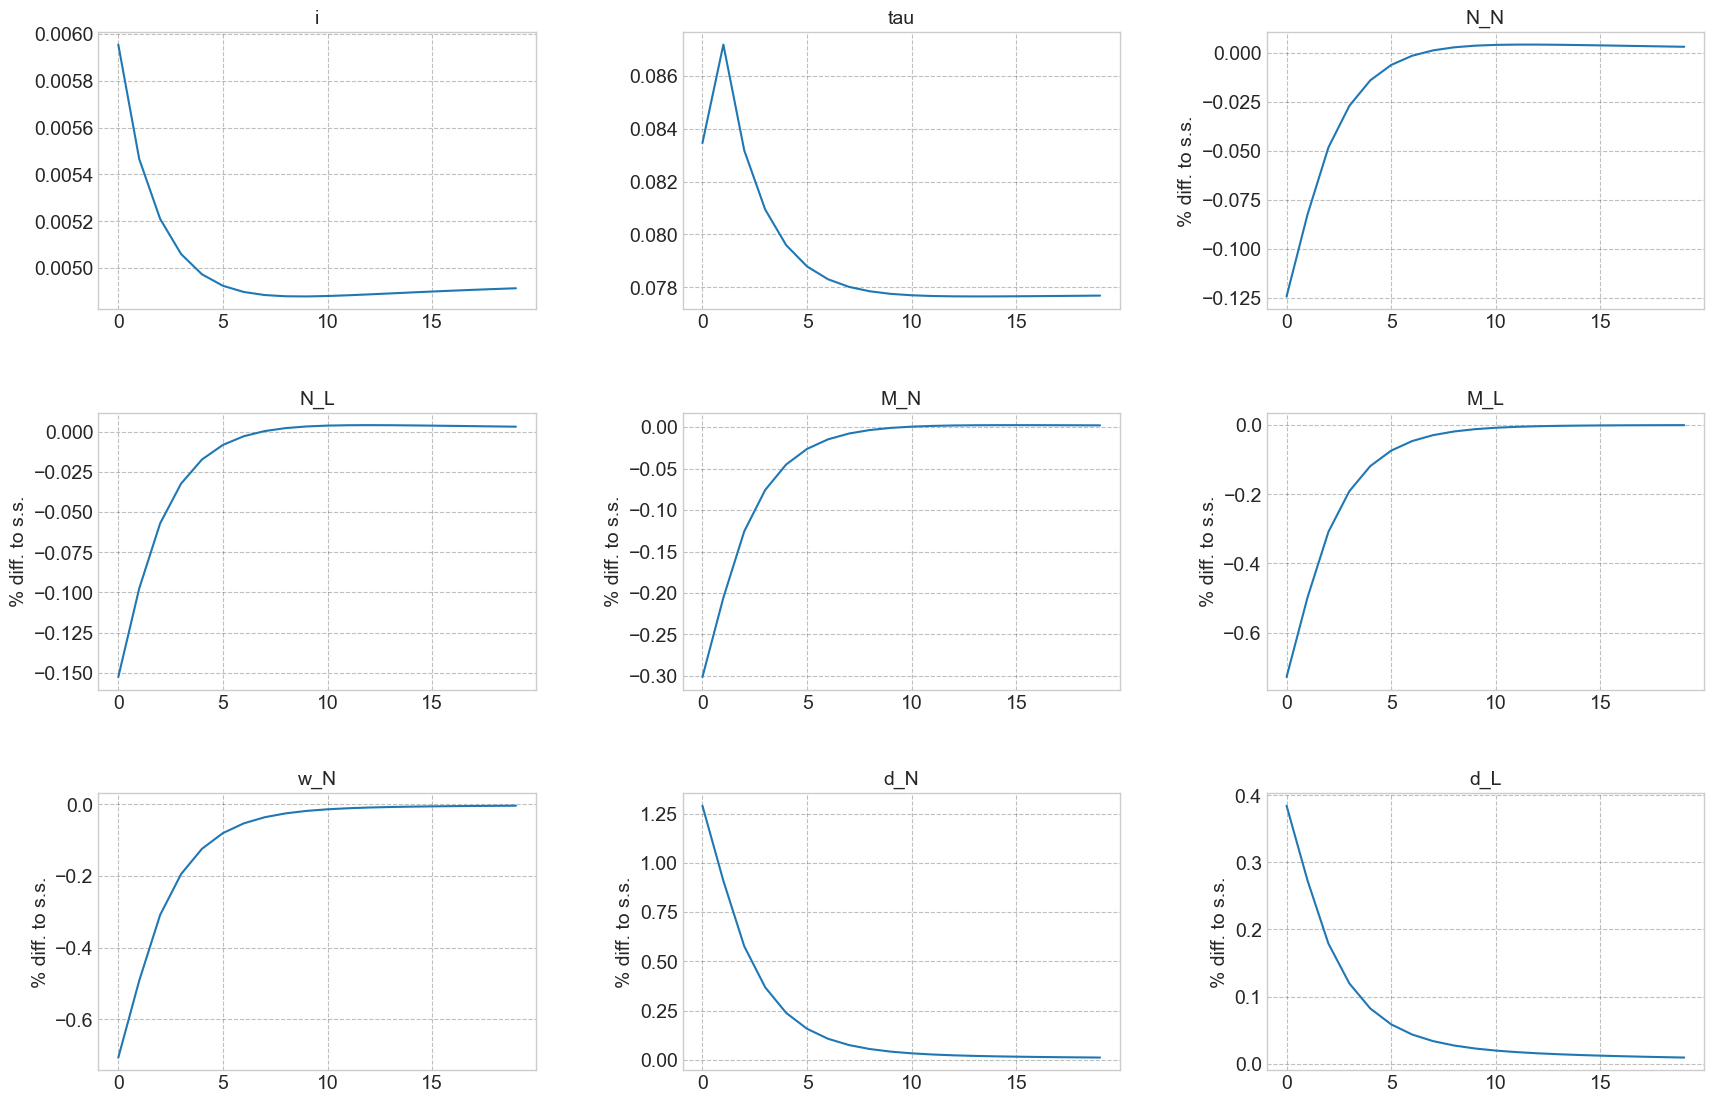 i
0.0060
0.0058
0.0056
0.0054
0.0052
0.0050
0 5 10 15
tau
0.086
0.084
0.082
0.080
0.078
0 5 10 15
N_N
% diff. to s.s.
0.000
−0.025
−0.050
−0.075
−0.100
−0.125
0 5 10 15
N_L
% diff. to s.s.
0.000
−0.025
−0.050
−0.075
−0.100
−0.125
−0.150
0 5 10 15
M_N
% diff. to s.s.
0.00
−0.05
−0.10
−0.15
−0.20
−0.25
−0.30
0 5 10 15
M_L
% diff. to s.s.
0.0
−0.2
−0.4
−0.6
0 5 10 15
w_N
% diff. to s.s.
0.0
−0.2
−0.4
−0.6
0 5 10 15
d_N
% diff. to s.s.
1.25
1.00
0.75
0.50
0.25
0.00
0 5 10 15
d_L
% diff. to s.s.
0.4
0.3
0.2
0.1
0.0
0 5 10 15